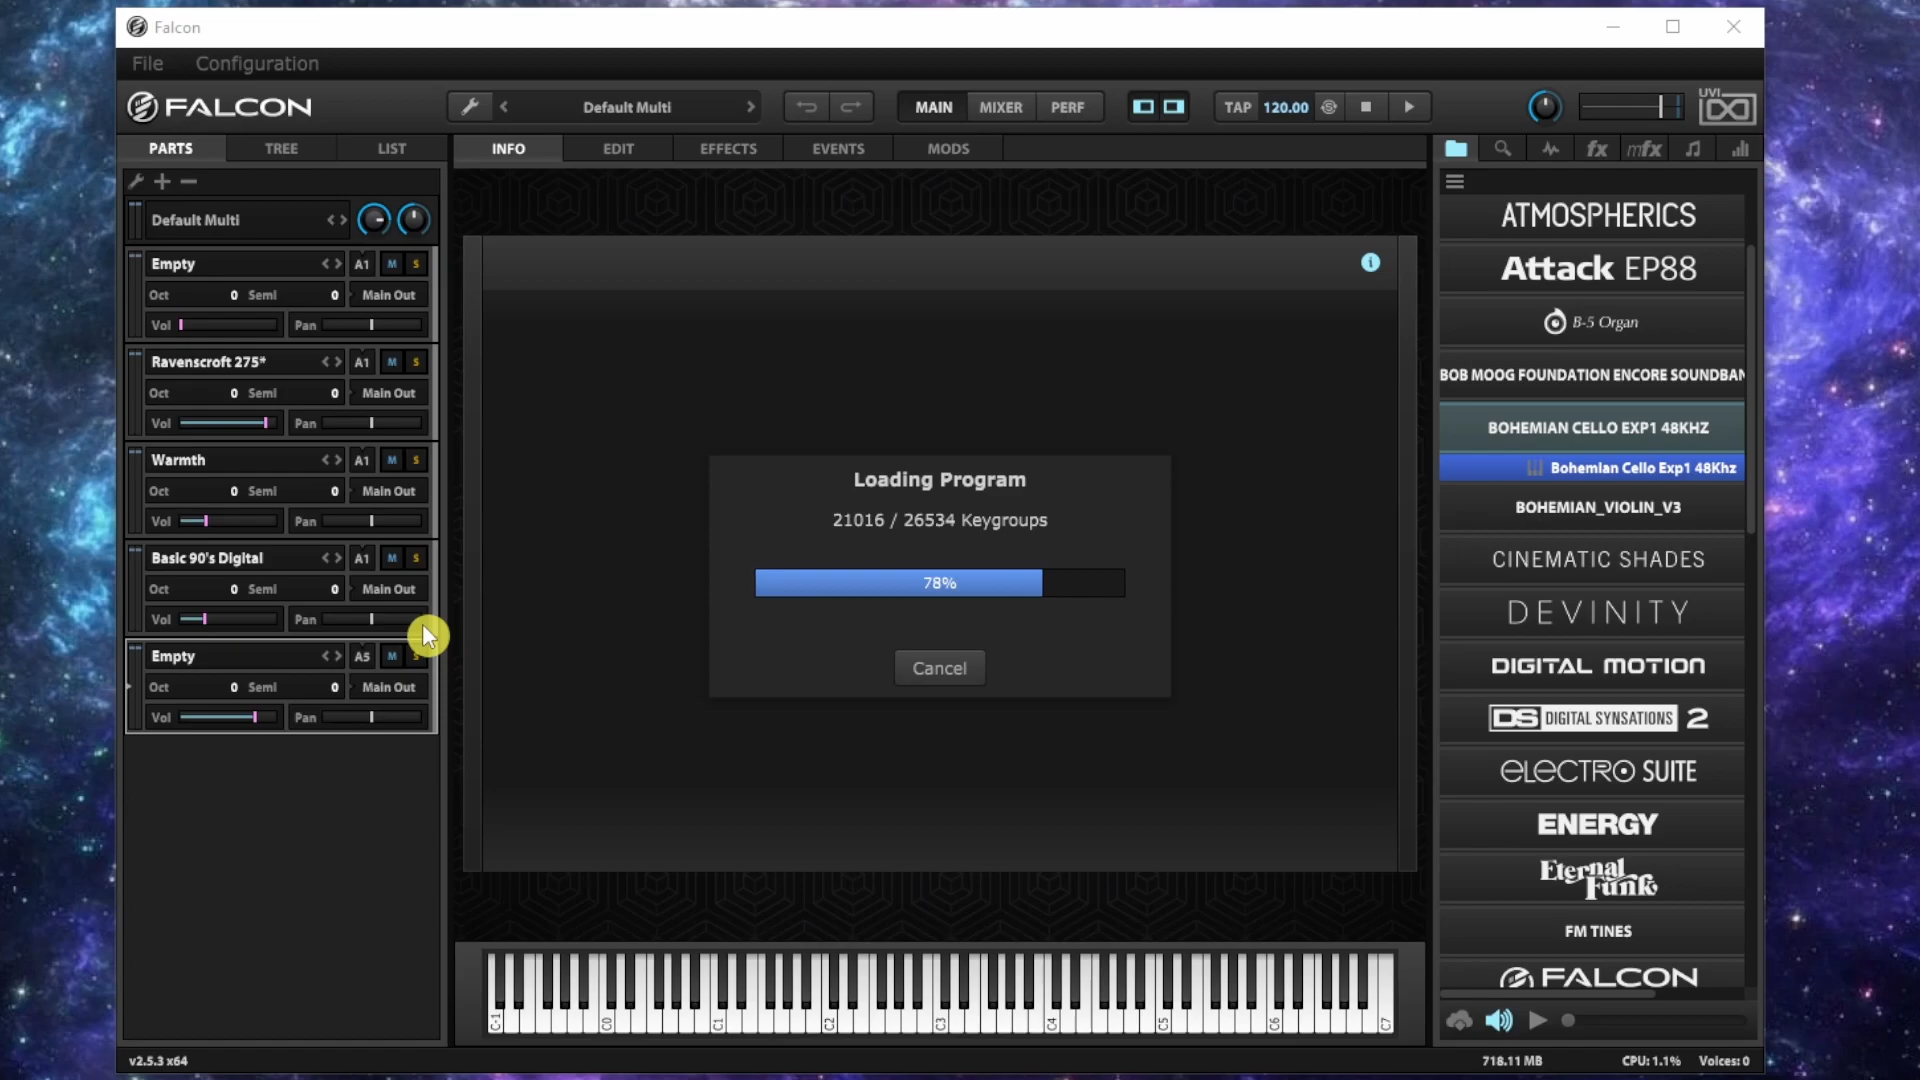 Falcon
File Configuration
FALCON
Default Multi
MAIN MIXER PERF
TAP 120.00
UVI
PARTS TREE LIST
INFO EDIT EFFECTS EVENTS MODS
fx mfx
Default Multi
Empty A1 M S
Oct 0 Semi 0 Main Out
Vol Pan
Ravenscroft 275* A1 M S
Oct 0 Semi 0 Main Out
Vol Pan
Warmth A1 M S
Oct 0 Semi 0 Main Out
Vol Pan
Basic 90's Digital A1 M S
Oct 0 Semi 0 Main Out
Vol Pan
Empty A5 M S
Oct 0 Semi 0 Main Out
Vol Pan
i
Loading Program
21016 / 26534 Keygroups
78%
Cancel
ATMOSPHERICS
Attack EP88
B-5 Organ
BOB MOOG FOUNDATION ENCORE SOUNDBAN
BOHEMIAN CELLO EXP1 48KHZ
Bohemian Cello Exp1 48Khz
BOHEMIAN_VIOLIN_V3
CINEMATIC SHADES
DEVINITY
DIGITAL MOTION
DS DIGITAL SYNSATIONS 2
ELECTRO SUITE
ENERGY
Eternal Funk
FM TINES
FALCON
C-1 C0 C1 C2 C3 C4 C5 C6 C7
v2.5.3 x64
718.11 MB CPU: 1.1% Voices: 0